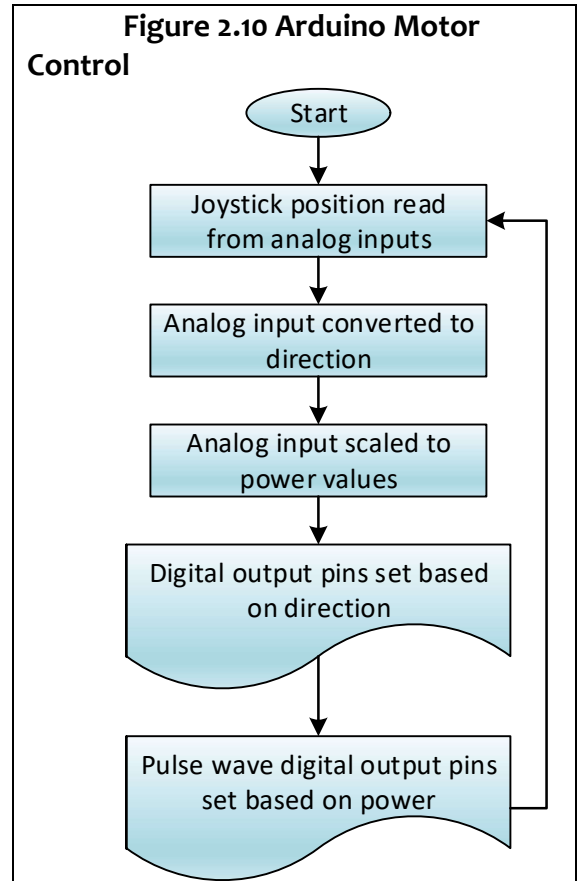 Figure 2.10 Arduino Motor
Control
Start
Joystick position read
from analog inputs
Analog input converted to
direction
Analog input scaled to
power values
Digital output pins set based
on direction
Pulse wave digital output pins
set based on power